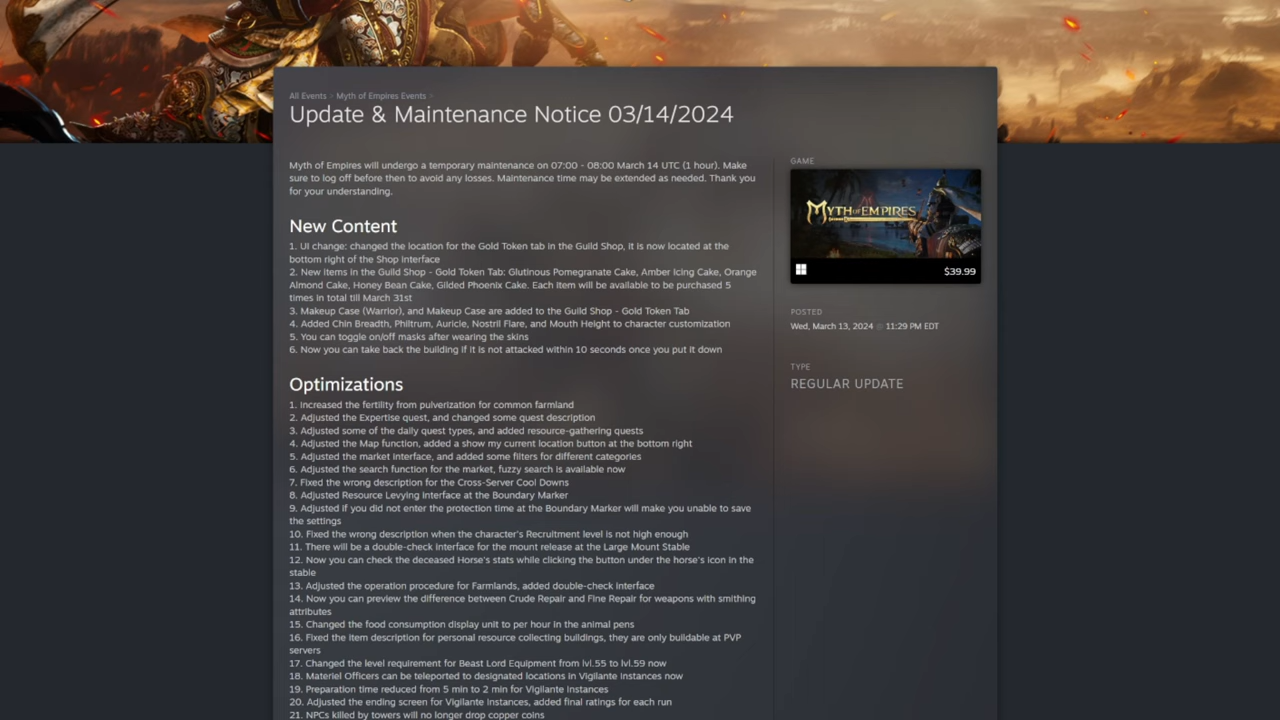 All Events > Myth of Empires Events >
Update & Maintenance Notice 03/14/2024
Myth of Empires will undergo a temporary maintenance on 07:00 - 08:00 March 14 UTC (1 hour). Make
sure to log off before then to avoid any losses. Maintenance time may be extended as needed. Thank you
for your understanding.
New Content
1. UI change: changed the location for the Gold Token tab in the Guild Shop, it is now located at the
bottom right of the Shop interface
2. New items in the Guild Shop - Gold Token Tab: Glutinous Pomegranate Cake, Amber Icing Cake, Orange
Almond Cake, Honey Bean Cake, Gilded Phoenix Cake. Each item will be available to be purchased 5
times in total till March 31st
3. Makeup Case (Warrior), and Makeup Case are added to the Guild Shop - Gold Token Tab
4. Added Chin Breadth, Philtrum, Auricle, Nostril Flare, and Mouth Height to character customization
5. You can toggle on/off masks after wearing the skins
6. Now you can take back the building if it is not attacked within 10 seconds once you put it down
Optimizations
1. Increased the fertility from pulverization for common farmland
2. Adjusted the Expertise quest, and changed some quest description
3. Adjusted some of the daily quest types, and added resource-gathering quests
4. Adjusted the Map function, added a show my current location button at the bottom right
5. Adjusted the market interface, and added some filters for different categories
6. Adjusted the search function for the market, fuzzy search is available now
7. Fixed the wrong description for the Cross-Server Cool Downs
8. Adjusted Resource Levying Interface at the Boundary Marker
9. Adjusted if you did not enter the protection time at the Boundary Marker will make you unable to save
the settings
10. Fixed the wrong description when the character's Recruitment level is not high enough
11. There will be a double-check interface for the mount release at the Large Mount Stable
12. Now you can check the deceased Horse's stats while clicking the button under the horse's icon in the
stable
13. Adjusted the operation procedure for Farmlands, added double-check interface
14. Now you can preview the difference between Crude Repair and Fine Repair for weapons with smithing
attributes
15. Changed the food consumption display unit to per hour in the animal pens
16. Fixed the item description for personal resource collecting buildings, they are only buildable at PVP
servers
17. Changed the level requirement for Beast Lord Equipment from lvl.55 to lvl.59 now
18. Materiel Officers can be teleported to designated locations in Vigilante Instances now
19. Preparation time reduced from 5 min to 2 min for Vigilante Instances
20. Adjusted the ending screen for Vigilante Instances, added final ratings for each run
21. NPCs killed by towers will no longer drop copper coins
GAME
MYTH OF EMPIRES
$39.99
POSTED
Wed, March 13, 2024 @ 11:29 PM EDT
TYPE
REGULAR UPDATE